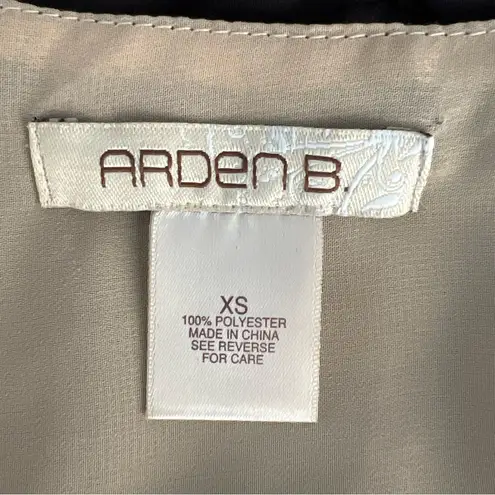 ARDEN B.
XS
100% POLYESTER
MADE IN CHINA
SEE REVERSE
FOR CARE